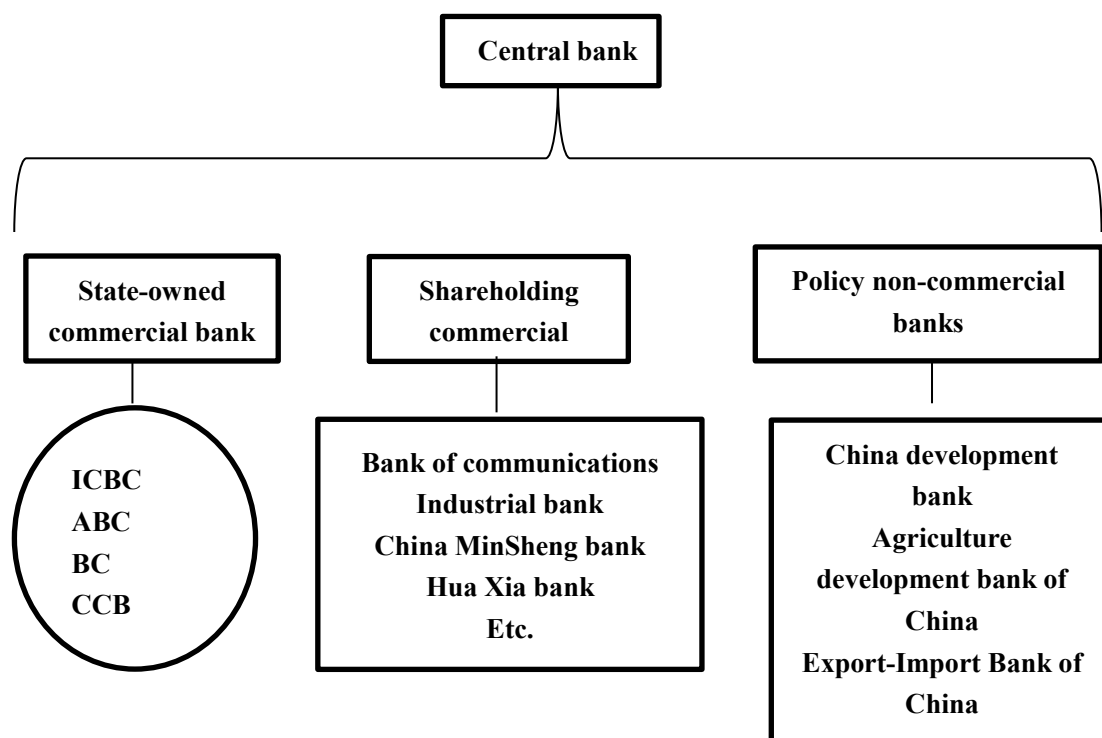 Central bank
State-owned
commercial bank
Shareholding
commercial
Policy non-commercial
banks
ICBC
ABC
BC
CCB
Bank of communications
Industrial bank
China MinSheng bank
Hua Xia bank
Etc.
China development
bank
Agriculture
development bank of
China
Export-Import Bank of
China